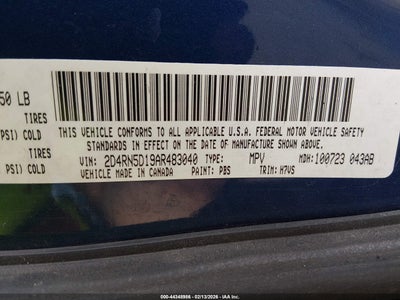 50 LB
TIRES
PSI) COLD
TIRES
PSI) COLD
THIS VEHICLE CONFORMS TO ALL APPLICABLE U.S.A. FEDERAL MOTOR VEHICLE SAFETY
STANDARDS IN EFFECT ON THE DATE OF MANUFACTURE SHOWN ABOVE.
VIN: 2D4RN5D19AR483040 TYPE: MPV MDH: 100723 043AB
VEHICLE MADE IN CANADA PAINT: PBS TRIM: H7VS
000-44348986 - 02/13/2026 - IAA Inc.